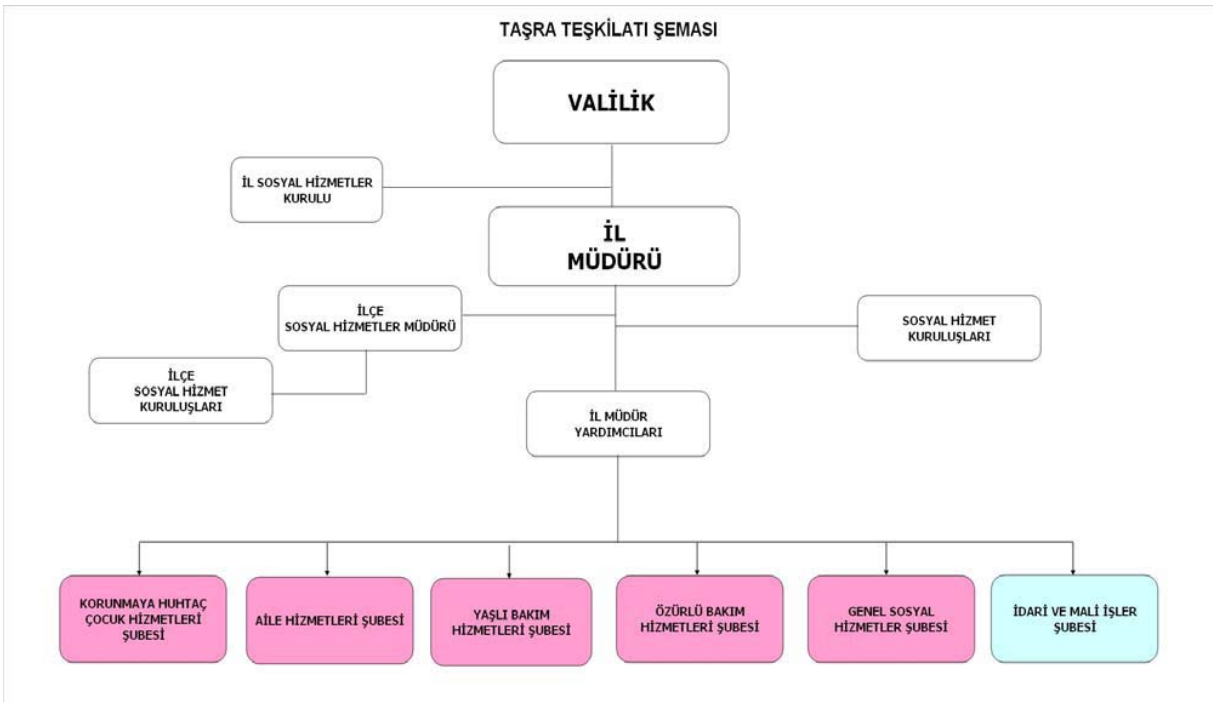 TAŞRA TEŞKİLATI ŞEMASI
VALİLİK
İL SOSYAL HİZMETLER
KURULU
İL
MÜDÜRÜ
İLÇE
SOSYAL HİZMETLER MÜDÜRÜ
SOSYAL HİZMET
KURULUŞLARI
İLÇE
SOSYAL HİZMET
KURULUŞLARI
İL MÜDÜR
YARDIMCILARI
KORUNMAYA HUHTAÇ
ÇOCUK HİZMETLERİ
ŞUBESİ
AİLE HİZMETLERİ ŞUBESİ
YAŞLI BAKIM
HİZMETLERİ ŞUBESİ
ÖZÜRLÜ BAKIM
HİZMETLERİ ŞUBESİ
GENEL SOSYAL
HİZMETLER ŞUBESİ
İDARİ VE MALİ İŞLER
ŞUBESİ